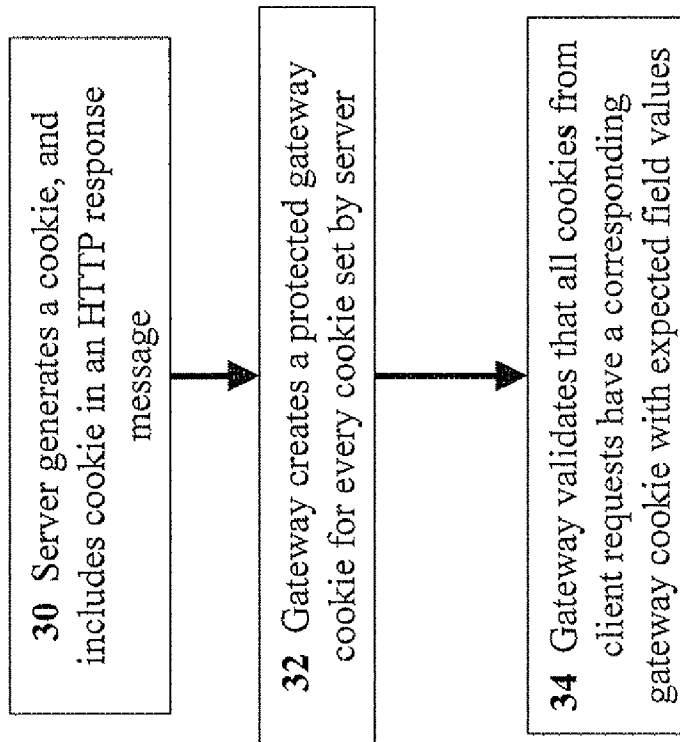 30 Server generates a cookie, and
includes cookie in an HTTP response
message
32 Gateway creates a protected gateway
cookie for every cookie set by server
34 Gateway validates that all cookies from
client requests have a corresponding
gateway cookie with expected field values